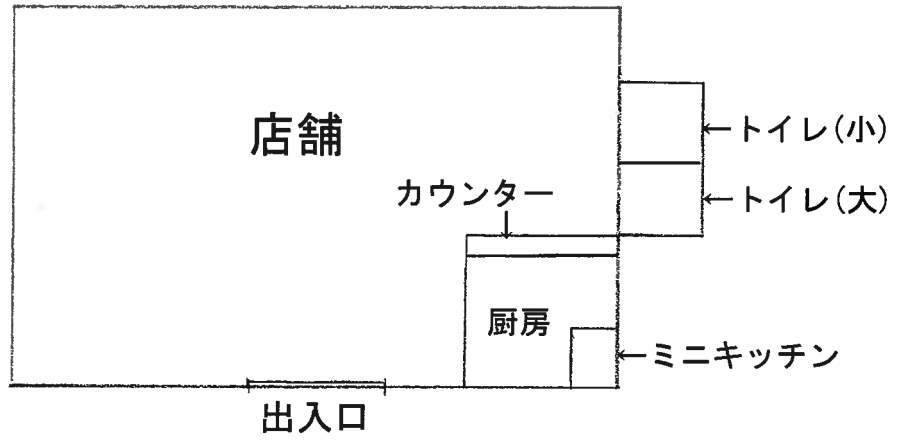 店舗
トイレ(小)
カウンター
トイレ(大)
厨房
ミニキッチン
出入口